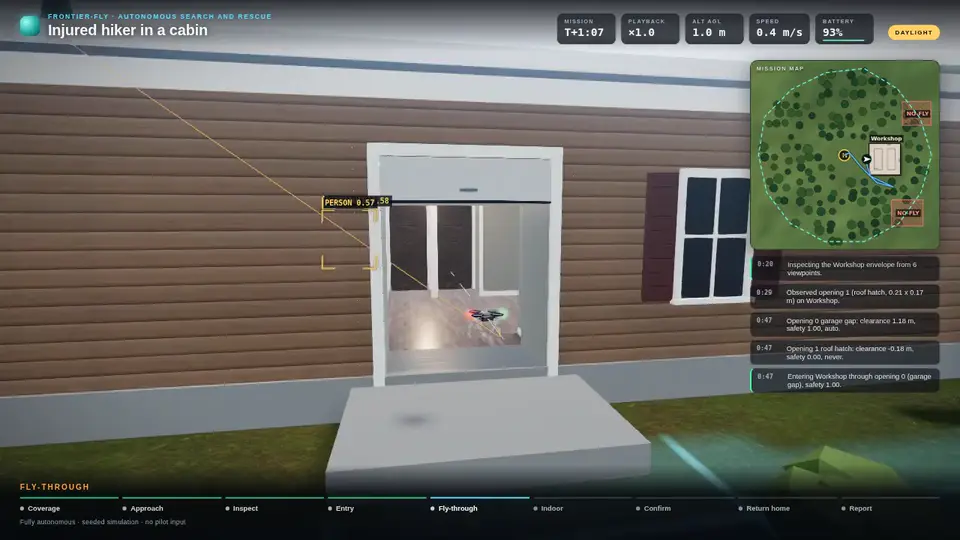 FRONTIER-FLY · AUTONOMOUS SEARCH AND RESCUE
Injured hiker in a cabin
MISSION
T+1:07
PLAYBACK
×1.0
ALT AGL
1.0 m
SPEED
0.4 m/s
BATTERY
93%
DAYLIGHT
MISSION MAP
NO FLY
Workshop
H
NO FLY
PERSON 0.57
.58
0:20
Inspecting the Workshop envelope from 6
viewpoints.
0:29
Observed opening 1 (roof hatch, 0.21 x 0.17
m) on Workshop.
0:47
Opening 0 garage gap: clearance 1.16 m,
safety 1.00, auto.
0:47
Opening 1 roof hatch: clearance -0.18 m,
safety 0.00, never.
0:47
Entering Workshop through opening 0 (garage
gap), safety 1.00.
FLY-THROUGH
Coverage
Approach
Inspect
Entry
Fly-through
Indoor
Confirm
Return home
Report
Fully autonomous · seeded simulation · no pilot input